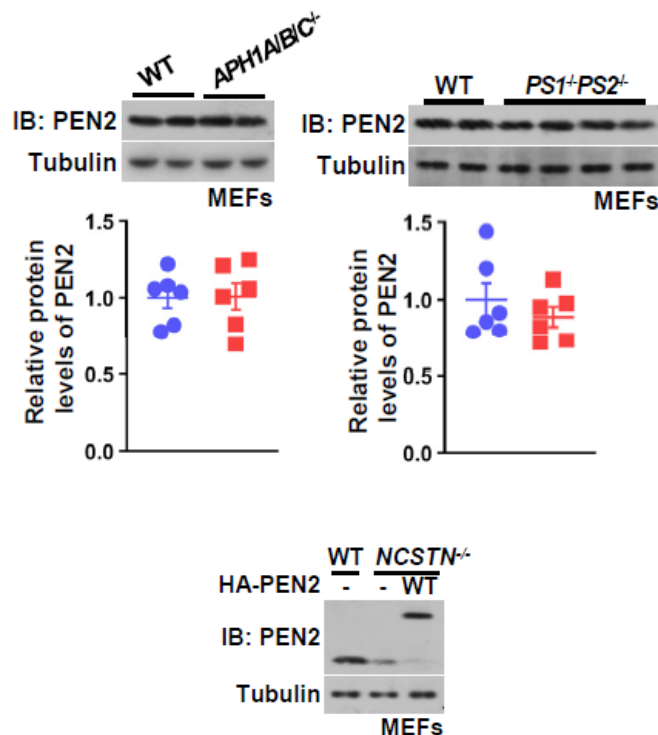 WT APH1A/B/C-/-
IB: PEN2
Tubulin
MEFs
Relative protein
levels of PEN2
1.5
1.0
0.5
0.0
WT PS1-/-PS2-/-
IB: PEN2
Tubulin
MEFs
Relative protein
levels of PEN2
1.5
1.0
0.5
0.0
WT NCSTN-/-
HA-PEN2 - - WT
IB: PEN2
Tubulin
MEFs